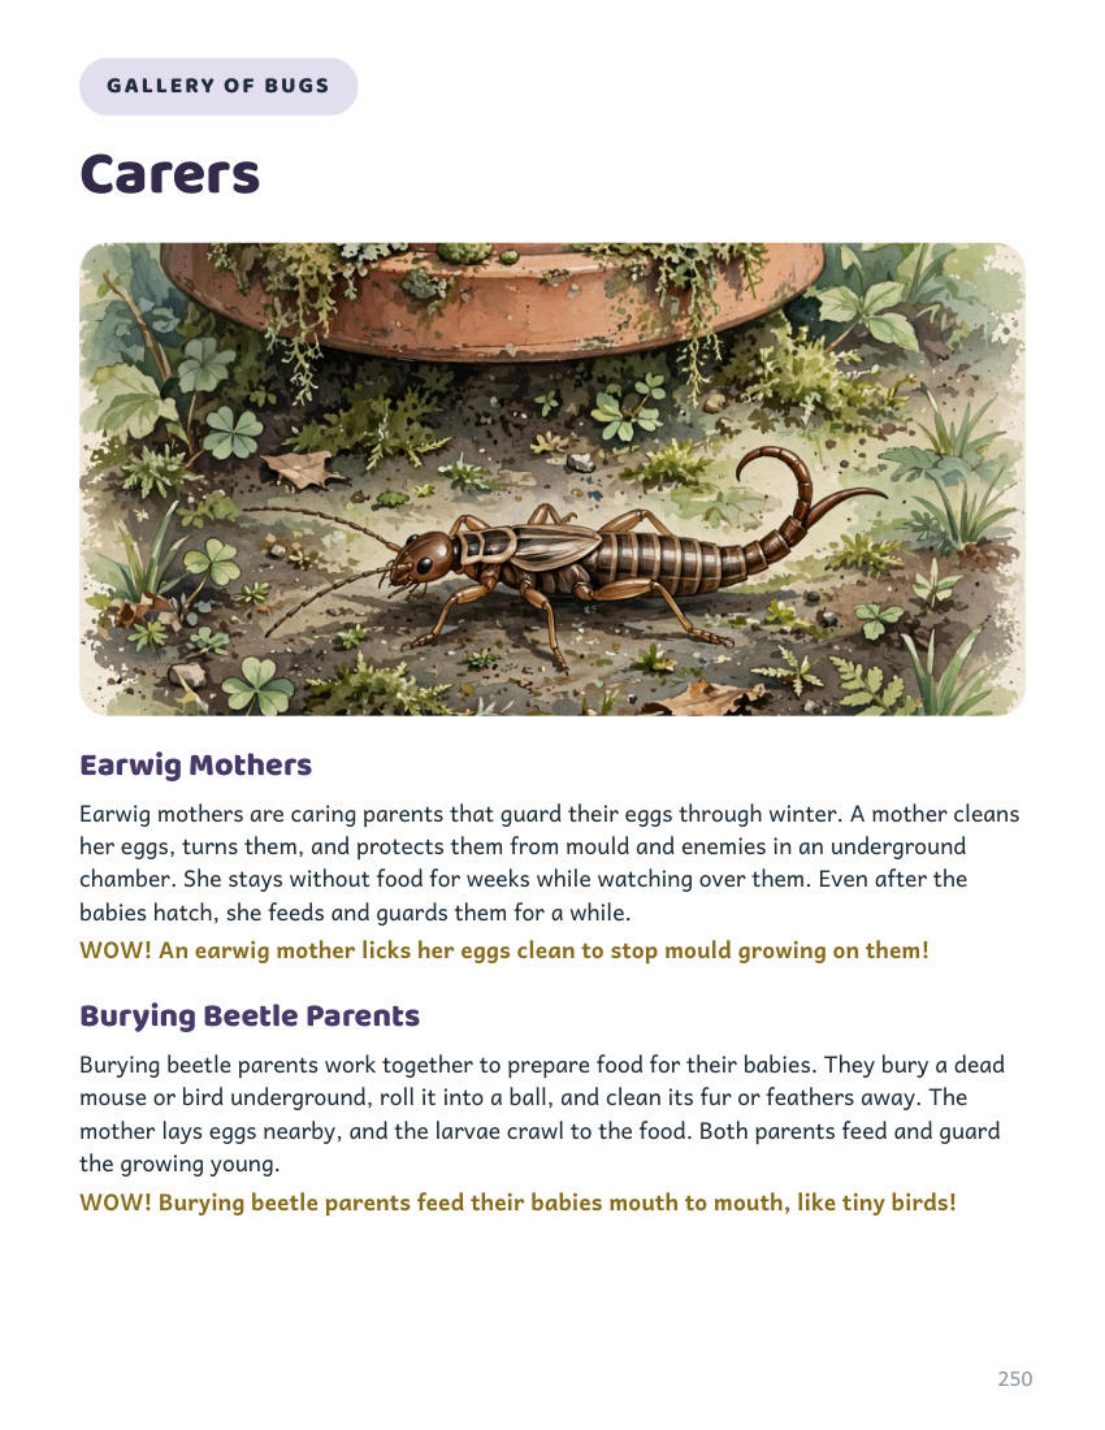 GALLERY OF BUGS
Carers
Earwig Mothers
Earwig mothers are caring parents that guard their eggs through winter. A mother cleans
her eggs, turns them, and protects them from mould and enemies in an underground
chamber. She stays without food for weeks while watching over them. Even after the
babies hatch, she feeds and guards them for a while.
WOW! An earwig mother licks her eggs clean to stop mould growing on them!
Burying Beetle Parents
Burying beetle parents work together to prepare food for their babies. They bury a dead
mouse or bird underground, roll it into a ball, and clean its fur or feathers away. The
mother lays eggs nearby, and the larvae crawl to the food. Both parents feed and guard
the growing young.
WOW! Burying beetle parents feed their babies mouth to mouth, like tiny birds!
250